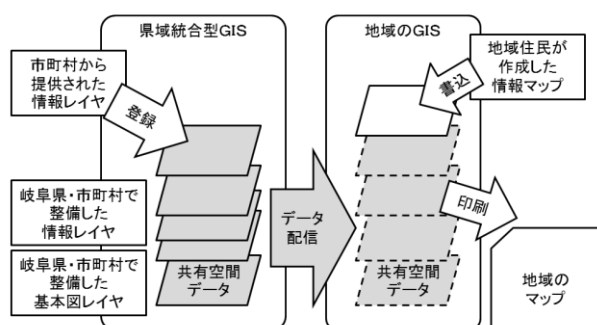 県域統合型GIS
地域のGIS
市町村から
提供された
情報レイヤ
登録
地域住民が
作成した
情報マップ
書込
岐阜県・市町村で
整備した
情報レイヤ
データ
配信
印刷
岐阜県・市町村で
整備した
基本図レイヤ
共有空間
データ
共有空間
データ
地域の
マップ